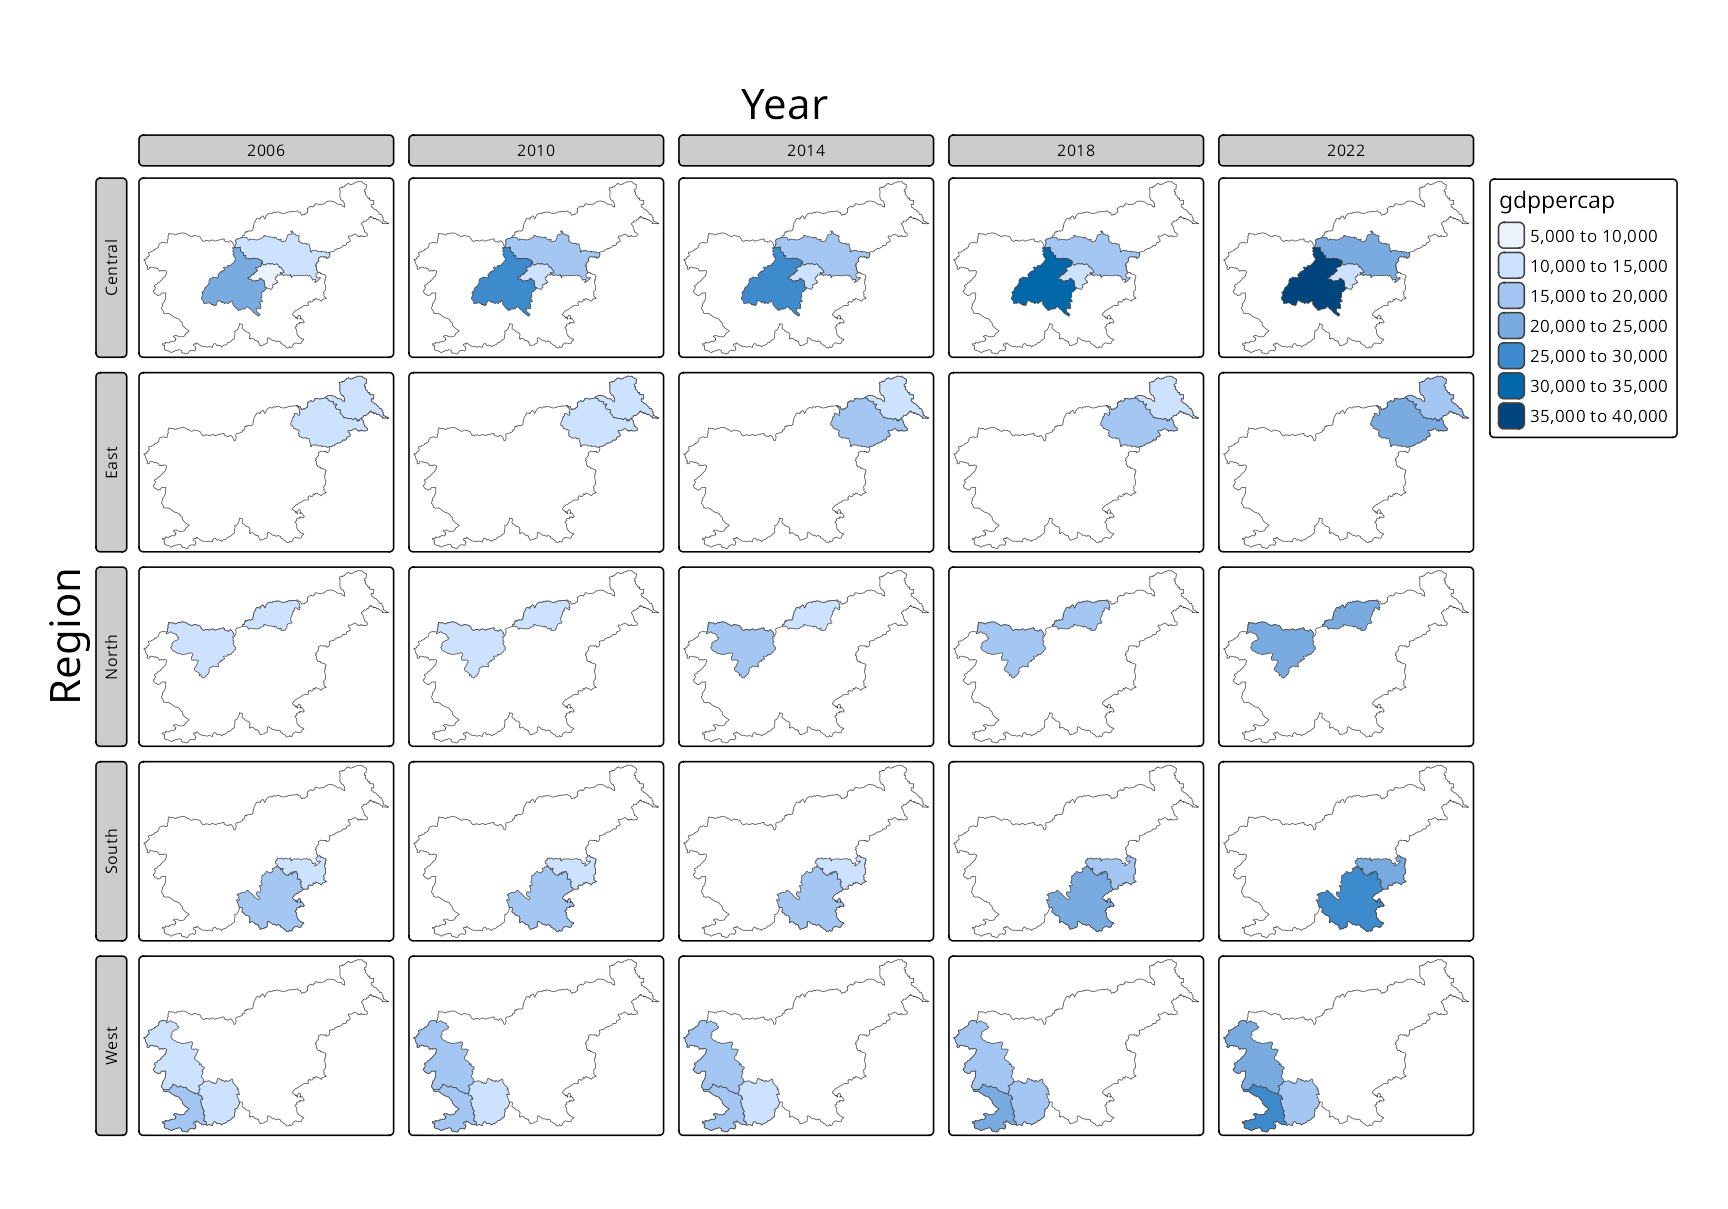 Year
2006
2010
2014
2018
2022
Region
Central
East
North
South
West
gdppercap
5,000 to 10,000
10,000 to 15,000
15,000 to 20,000
20,000 to 25,000
25,000 to 30,000
30,000 to 35,000
35,000 to 40,000